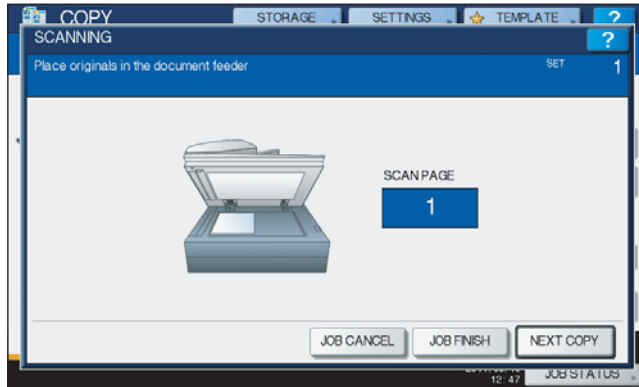 COPY STORAGE SETTINGS TEMPLATE ?
SCANNING ?
Place originals in the document feeder SET 1
SCAN PAGE
1
JOB CANCEL JOB FINISH NEXT COPY
12:47 JOB STATUS